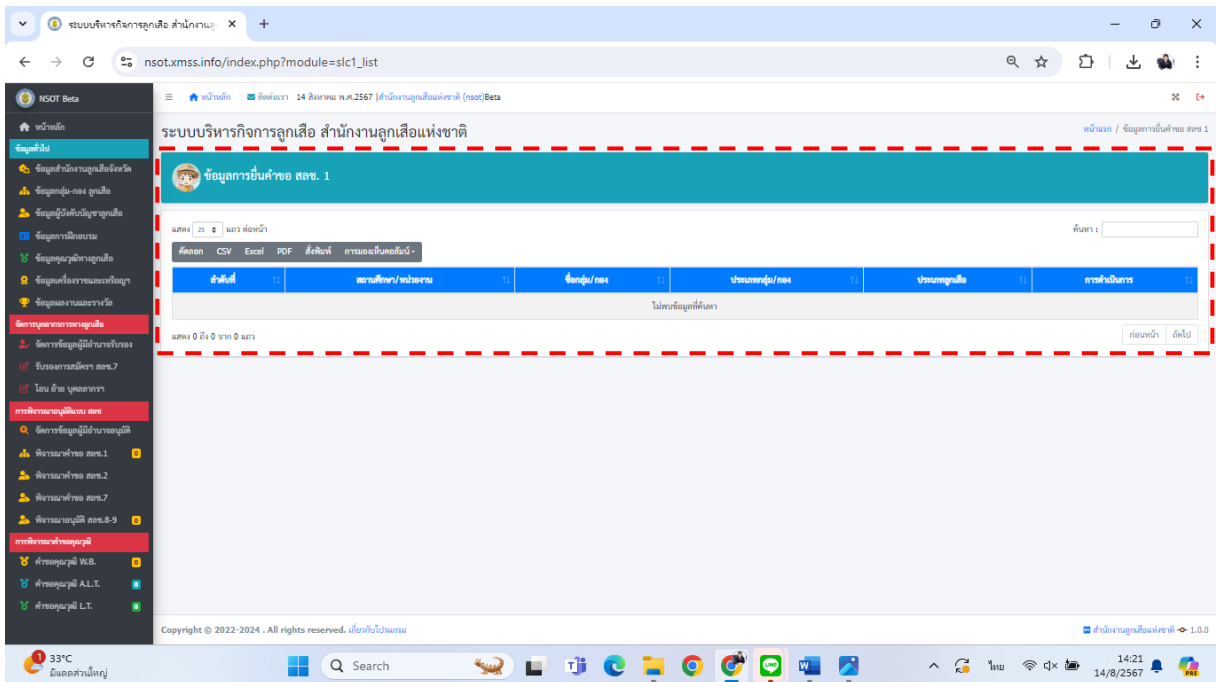 ระบบบริหารกิจการลูกเสือ สำนักงานลู
nsot.xmss.info/index.php?module=slc1_list
NSOT Beta
หน้าหลัก
ติดต่อเรา
14 สิงหาคม พ.ศ.2567 |สำนักงานลูกเสือแห่งชาติ (nsot)Beta
หน้าหลัก
ข้อมูลทั่วไป
ข้อมูลสำนักงานลูกเสือจังหวัด
ข้อมูลกลุ่ม-กอง ลูกเสือ
ข้อมูลผู้บังคับบัญชาลูกเสือ
ข้อมูลการฝึกอบรม
ข้อมูลคุณวุฒิทางลูกเสือ
ข้อมูลเครื่องราชและเหรียญฯ
ข้อมูลผลงานและรางวัล
จัดการบุคลากรการทางลูกเสือ
จัดการข้อมูลผู้มีอำนาจรับรอง
รับรองการสมัครฯ สลช.7
โอน ย้าย บุคลลากรฯ
การพิจารณาอนุมัติแบบ สลช
จัดการข้อมูลผู้มีอำนาจอนุมัติ
พิจารณาคำขอ สลช.1 0
พิจารณาคำขอ สลช.2
พิจารณาคำขอ สลช.7
พิจารณาอนุมัติ สลช.8-9 0
การพิจารณาคำขอคุณวุฒิ
คำขอคุณวุฒิ W.B. 0
คำขอคุณวุฒิ A.L.T. 0
คำขอคุณวุฒิ L.T. 0
ระบบบริหารกิจการลูกเสือ สำนักงานลูกเสือแห่งชาติ
หน้าแรก / ข้อมูลการยื่นคำขอ สลช 1
ข้อมูลการยื่นคำขอ สลช. 1
แสดง 25 แถว ต่อหน้า
ค้นหา :
คัดลอก CSV Excel PDF สั่งพิมพ์ การมองเห็นคอลัมน์
ลำดับที่ สถานศึกษา/หน่วยงาน ชื่อกลุ่ม/กอง ประเภทกลุ่ม/กอง ประเภทลูกเสือ การดำเนินการ
ไม่พบข้อมูลที่ค้นหา
แสดง 0 ถึง 0 จาก 0 แถว
ก่อนหน้า ถัดไป
Copyright © 2022-2024 . All rights reserved. เกี่ยวกับโปรแกรม
สำนักงานลูกเสือแห่งชาติ 1.0.0
1
33°C
มีแดดส่วนใหญ่
Search
LINE
ไทย
14:21
14/8/2567
PRE